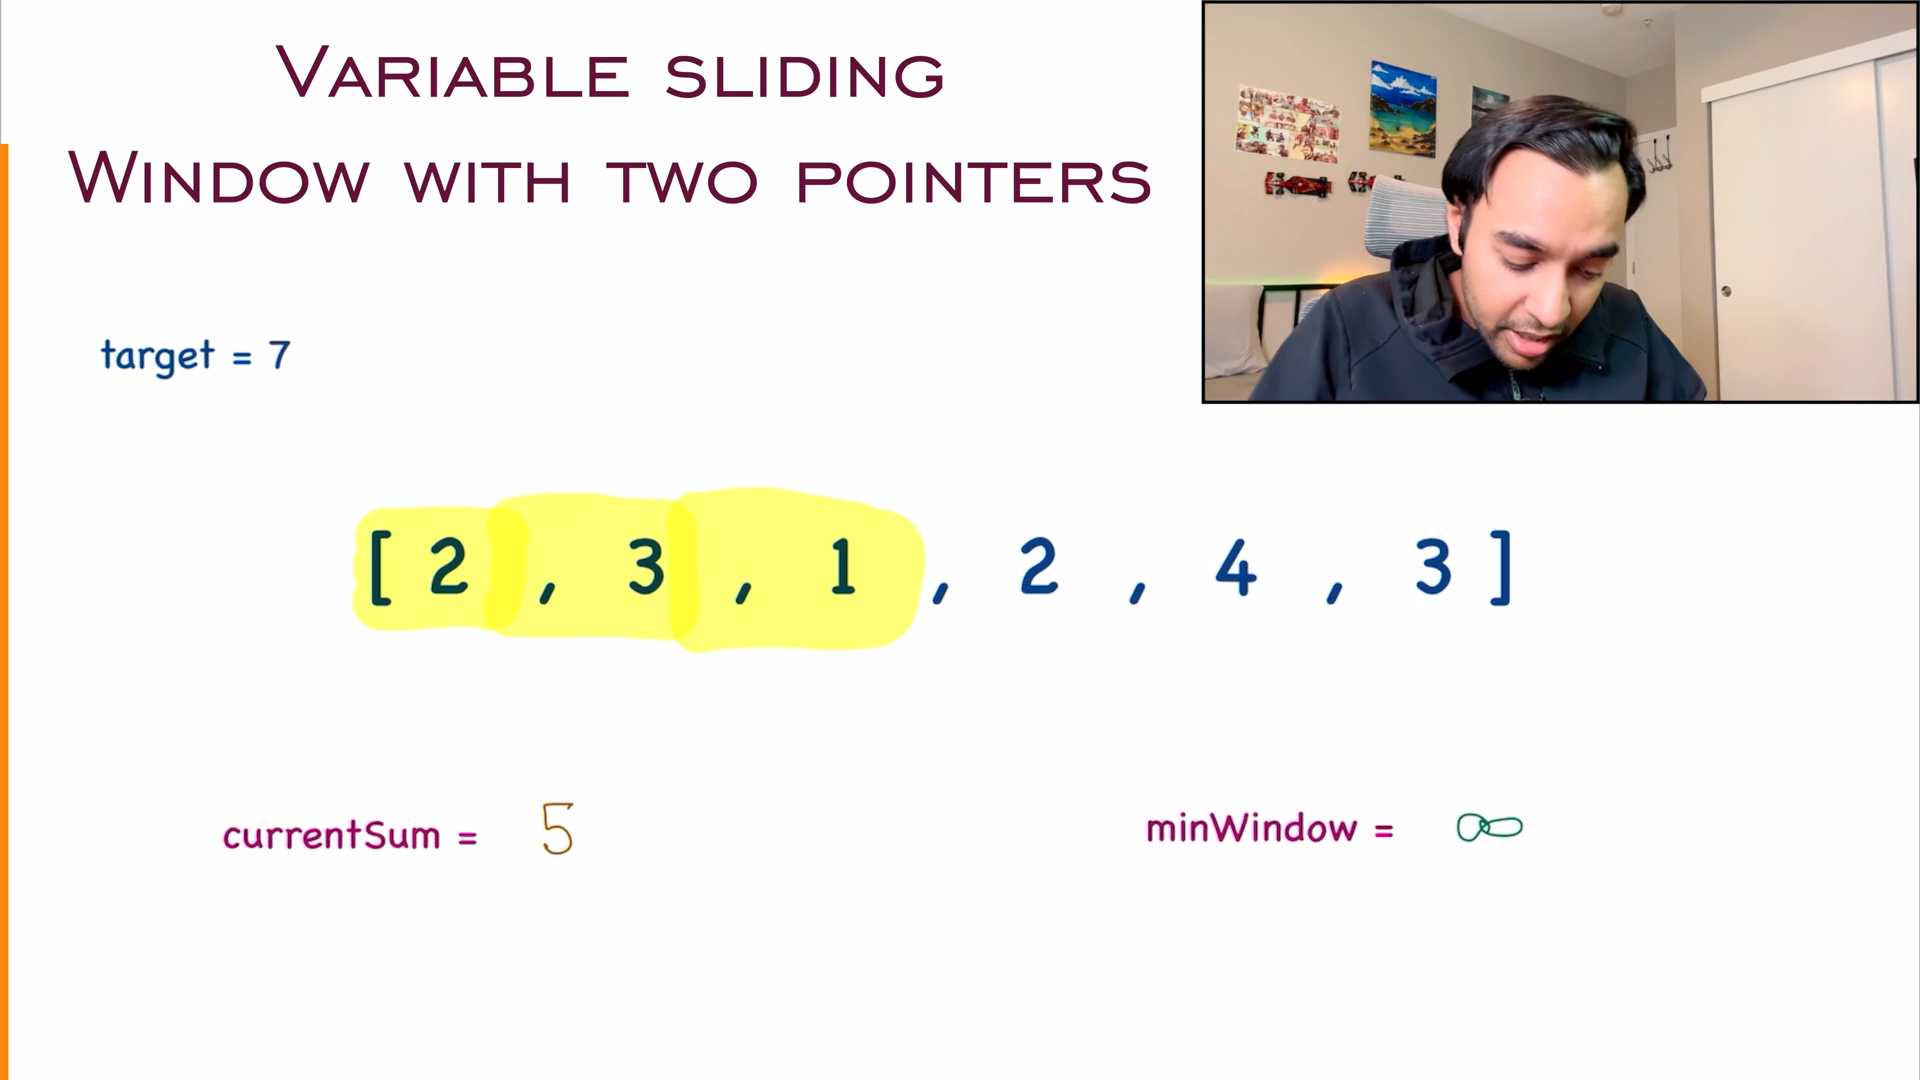 VARIABLE SLIDING
WINDOW WITH TWO POINTERS
target = 7
[ 2 , 3 , 1 , 2 , 4 , 3 ]
currentSum = 5
minWindow = ∞